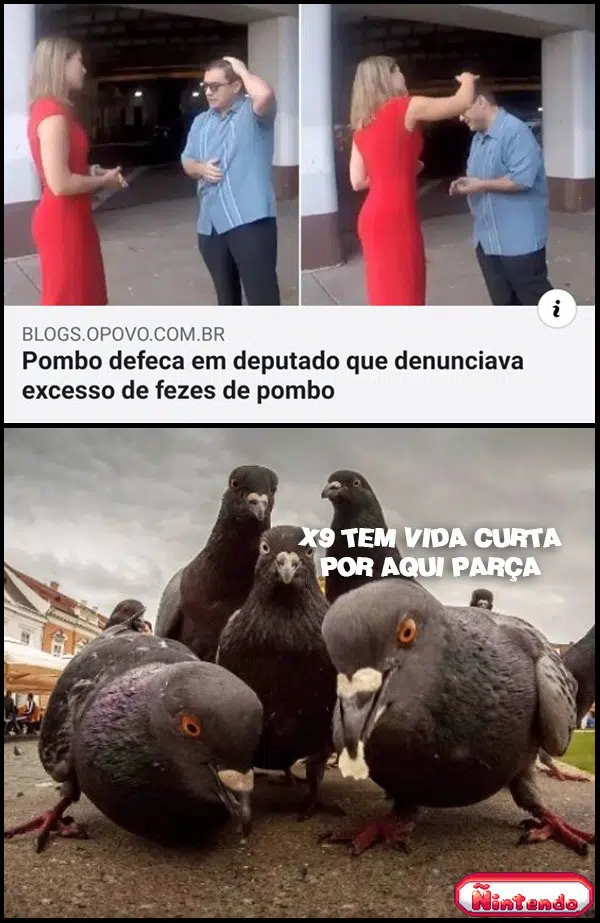 BLOGS.OPOVO.COM.BR
Pombo defeca em deputado que denunciava
excesso de fezes de pombo
X9 TEM VIDA CURTA
POR AQUI PARÇA
Ñintendo